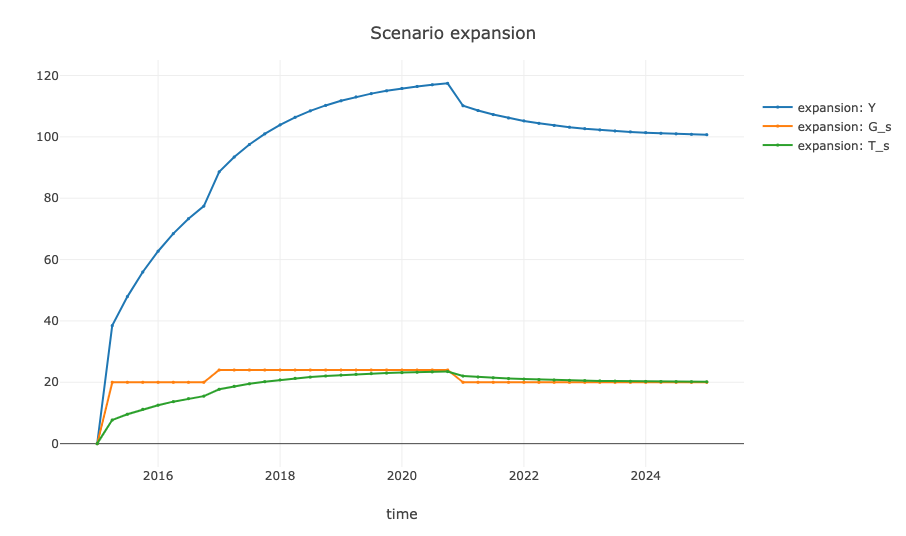 Scenario expansion
120
100
80
60
40
20
0
2016 2018 2020 2022 2024
time
expansion: Y
expansion: G_s
expansion: T_s